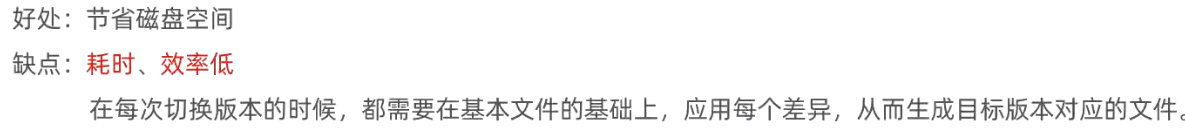 好处：节省磁盘空间
缺点：耗时、效率低
在每次切换版本的时候，都需要在基本文件的基础上，应用每个差异，从而生成目标版本对应的文件。